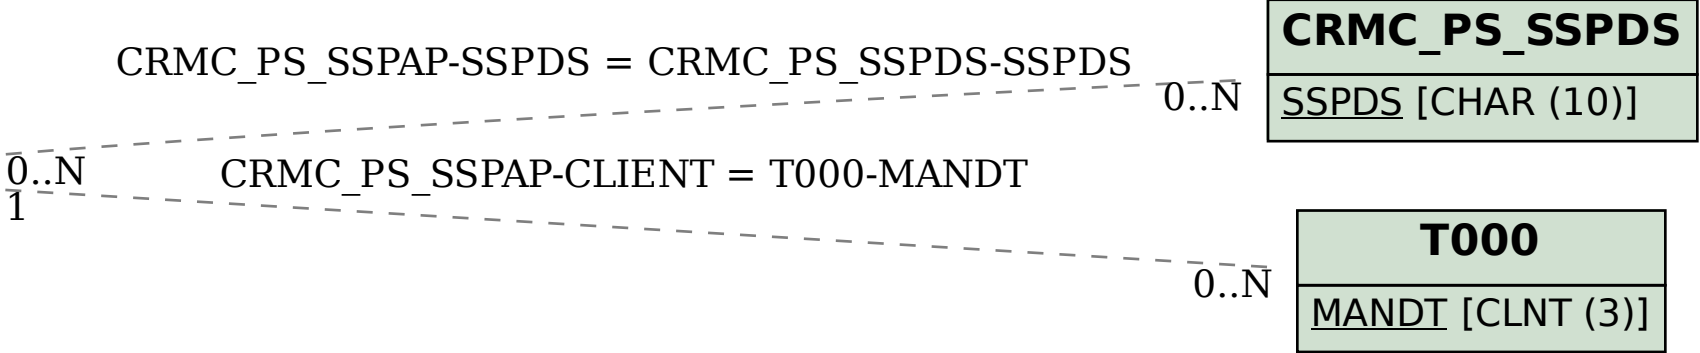 CRMC_PS_SSPDS
CRMC_PS_SSPAP-SSPDS = CRMC_PS_SSPDS-SSPDS
0..N
SSPDS [CHAR (10)]
0..N
CRMC_PS_SSPAP-CLIENT = T000-MANDT
1
T000
0..N
MANDT [CLNT (3)]